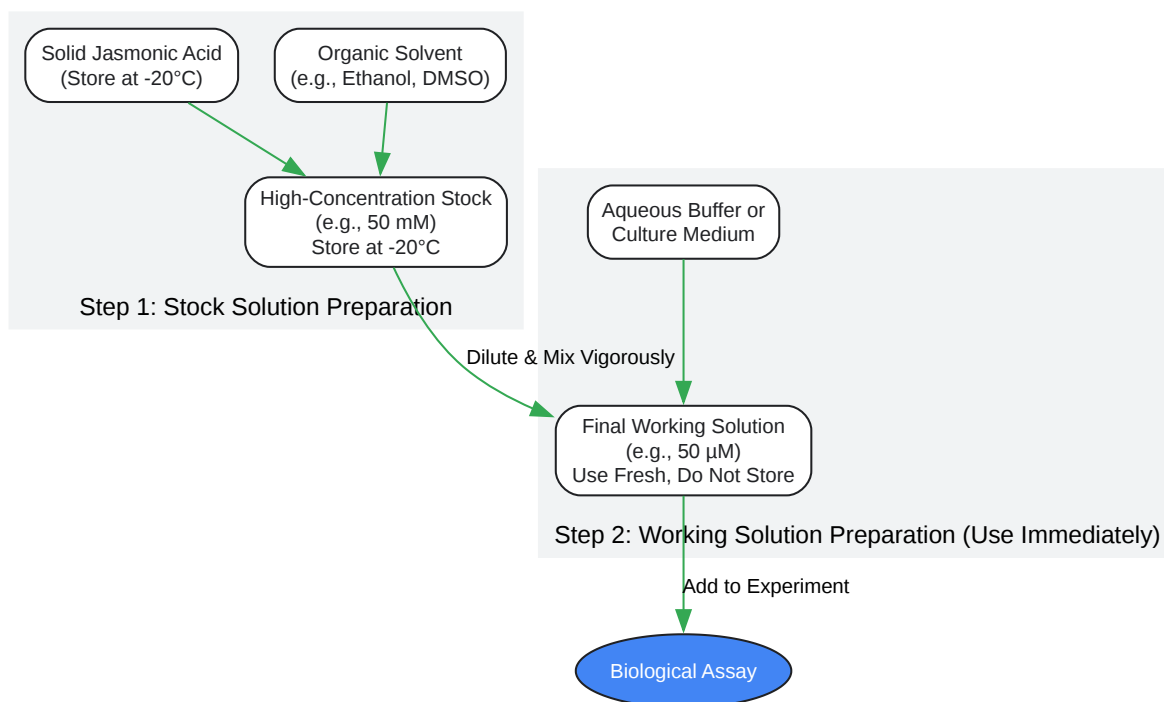 Solid Jasmonic Acid
(Store at -20°C)
Organic Solvent
(e.g., Ethanol, DMSO)
High-Concentration Stock
(e.g., 50 mM)
Store at -20°C
Step 1: Stock Solution Preparation
Aqueous Buffer or
Culture Medium
Dilute & Mix Vigorously
Final Working Solution
(e.g., 50 µM)
Use Fresh, Do Not Store
Step 2: Working Solution Preparation (Use Immediately)
Add to Experiment
Biological Assay